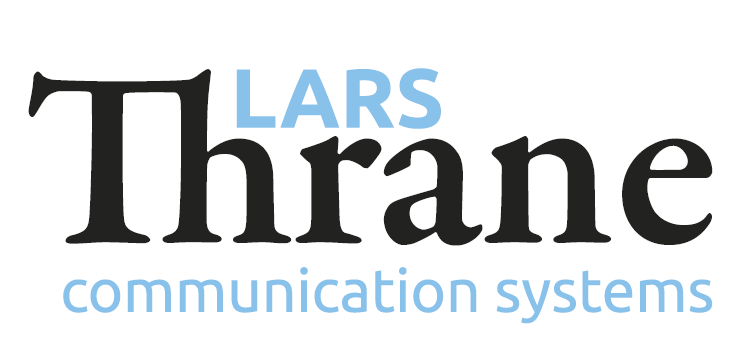 LARS
Thrane
communication systems